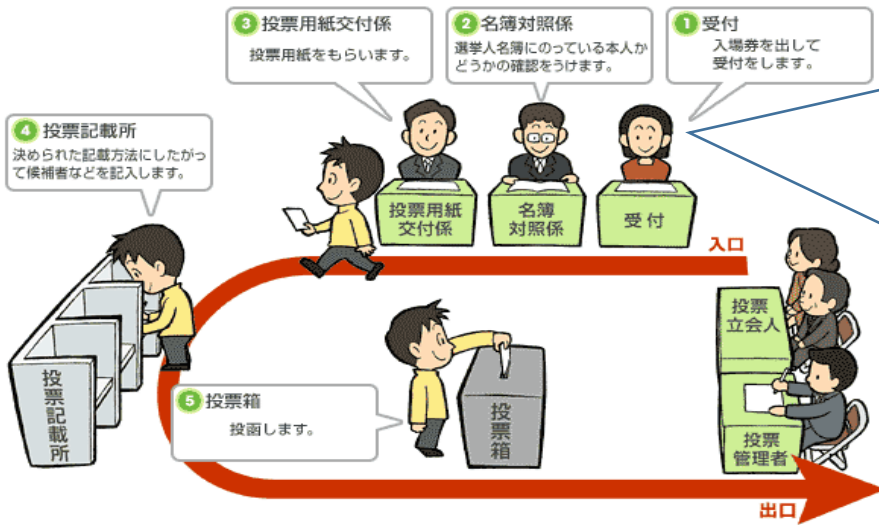 3 投票用紙交付係
投票用紙をもらいます。
2 名簿対照係
選挙人名簿にのっている本人か
どうかの確認をうけます。
1 受付
入場券を出して
受付をします。
4 投票記載所
決められた記載方法にしたがっ
て候補者などを記入します。
投票用紙
交付係
名簿
対照係
受付
入口
投票
立会人
投票記載所
5 投票箱
投函します。
投票箱
投票
管理者
出口